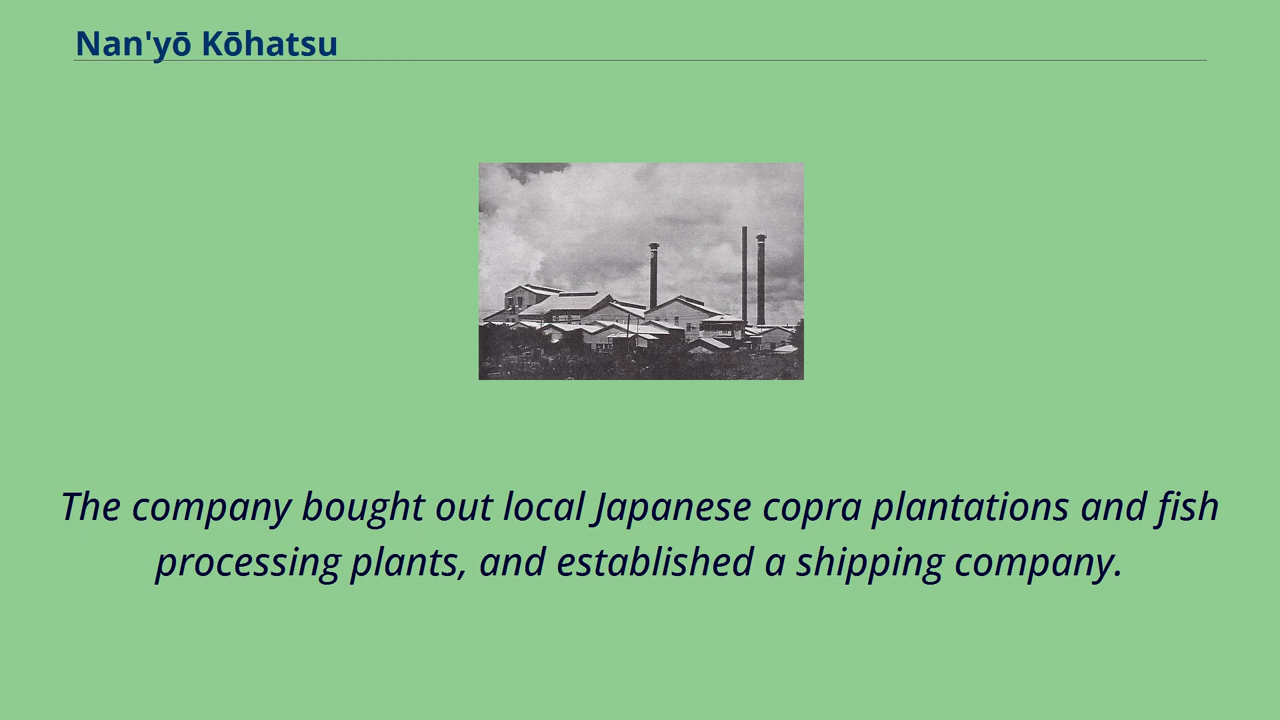 Nan'yō Kōhatsu
The company bought out local Japanese copra plantations and fish
processing plants, and established a shipping company.